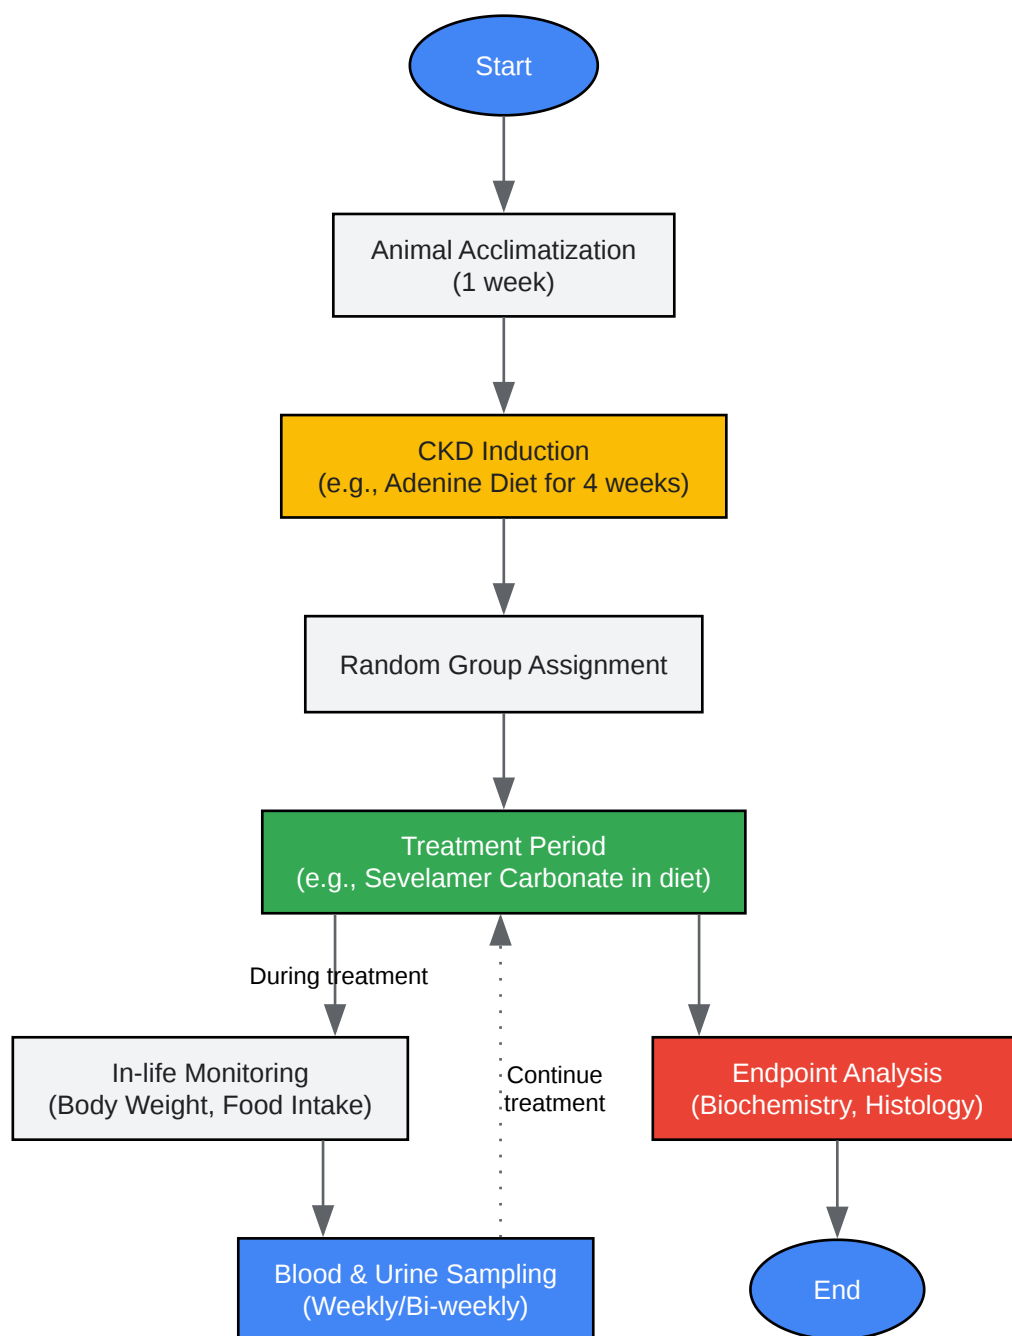 Start
Animal Acclimatization
(1 week)
CKD Induction
(e.g., Adenine Diet for 4 weeks)
Random Group Assignment
Treatment Period
(e.g., Sevelamer Carbonate in diet)
During treatment
In-life Monitoring
(Body Weight, Food Intake)
Continue
treatment
Endpoint Analysis
(Biochemistry, Histology)
Blood & Urine Sampling
(Weekly/Bi-weekly)
End